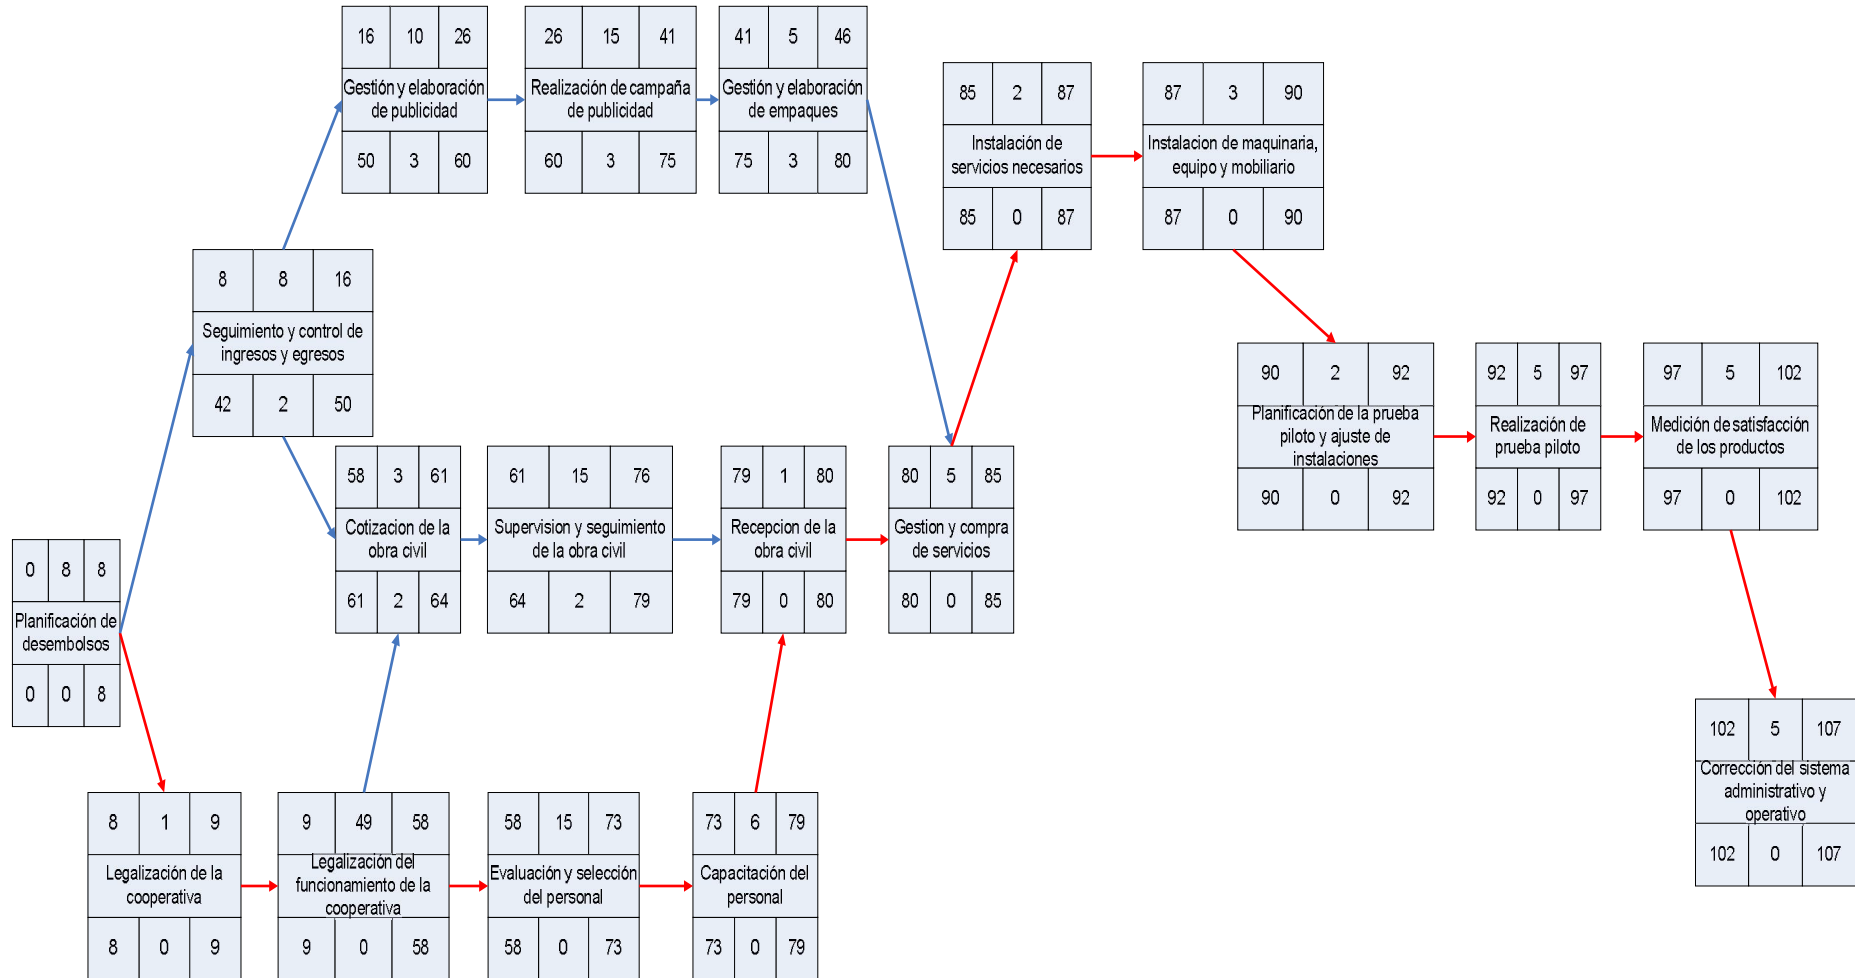 16 10 26
Gestión y elaboración
de publicidad
50 3 60
26 15 41
Realización de campaña
de publicidad
60 3 75
41 5 46
Gestión y elaboración
de empaques
75 3 80
85 2 87
Instalación de
servicios necesarios
85 0 87
87 3 90
Instalacion de maquinaria,
equipo y mobiliario
87 0 90
8 8 16
Seguimiento y control de
ingresos y egresos
42 2 50
90 2 92
Planificación de la prueba
piloto y ajuste de
instalaciones
90 0 92
92 5 97
Realización de
prueba piloto
92 0 97
97 5 102
Medición de satisfacción
de los productos
97 0 102
58 3 61
Cotizacion de la
obra civil
61 2 64
61 15 76
Supervision y seguimiento
de la obra civil
64 2 79
79 1 80
Recepcion de la
obra civil
79 0 80
80 5 85
Gestion y compra
de servicios
80 0 85
0 8 8
Planificación de
desembolsos
0 0 8
8 1 9
Legalización de la
cooperativa
8 0 9
9 49 58
Legalización del
funcionamiento de la
cooperativa
9 0 58
58 15 73
Evaluación y selección
del personal
58 0 73
73 6 79
Capacitación del
personal
73 0 79
102 5 107
Corrección del sistema
administrativo y
operativo
102 0 107